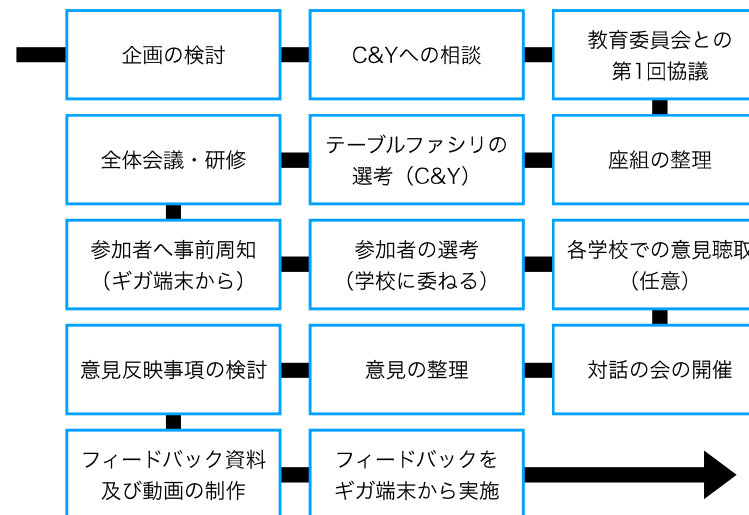 企画の検討
C&Yへの相談
教育委員会との
第1回協議
座組の整理
テーブルファシリの
選考（C&Y）
全体会議・研修
参加者へ事前周知
（ギガ端末から）
参加者の選考
（学校に委ねる）
各学校での意見聴取
（任意）
対話の会の開催
意見の整理
意見反映事項の検討
フィードバック資料
及び動画の制作
フィードバックを
ギガ端末から実施